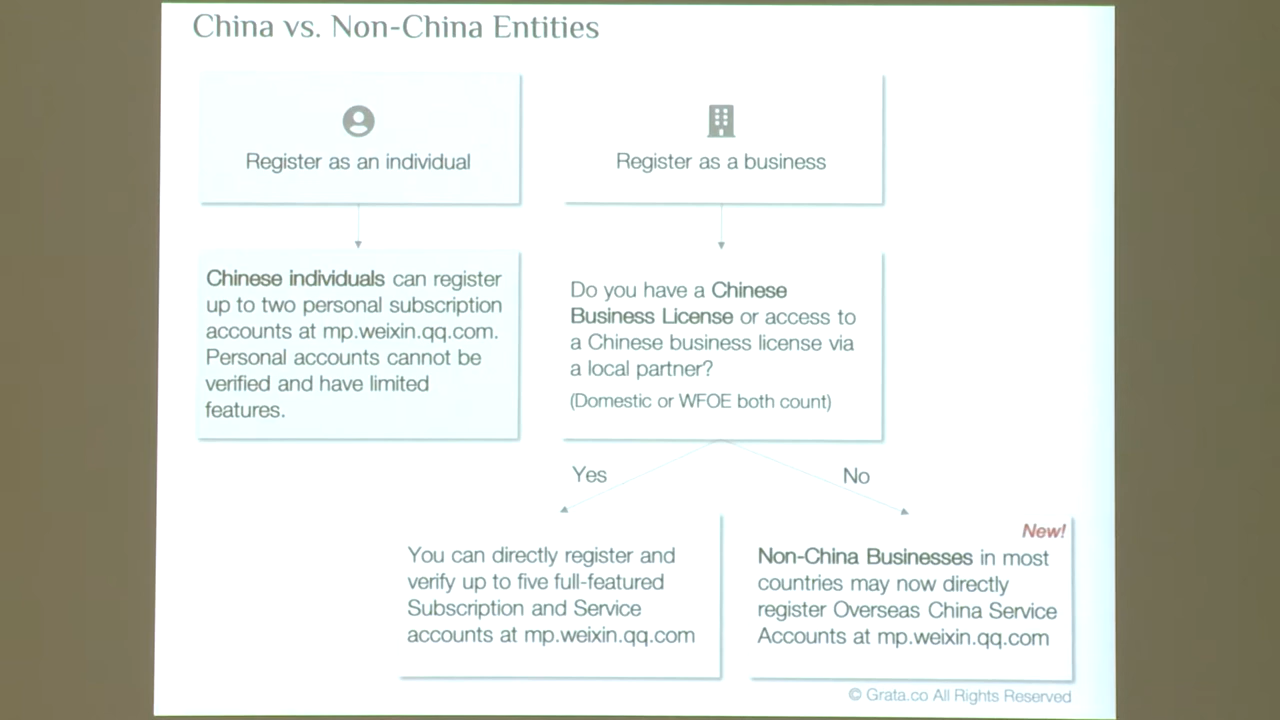 China vs. Non-China Entities
Register as an individual
Register as a business
Chinese individuals can register
up to two personal subscription
accounts at mp.weixin.qq.com.
Personal accounts cannot be
verified and have limited
features.
Do you have a Chinese
Business License or access to
a Chinese business license via
a local partner?
(Domestic or WFOE both count)
Yes
No
You can directly register and
verify up to five full-featured
Subscription and Service
accounts at mp.weixin.qq.com
New!
Non-China Businesses in most
countries may now directly
register Overseas China Service
Accounts at mp.weixin.qq.com
© Grata.co All Rights Reserved